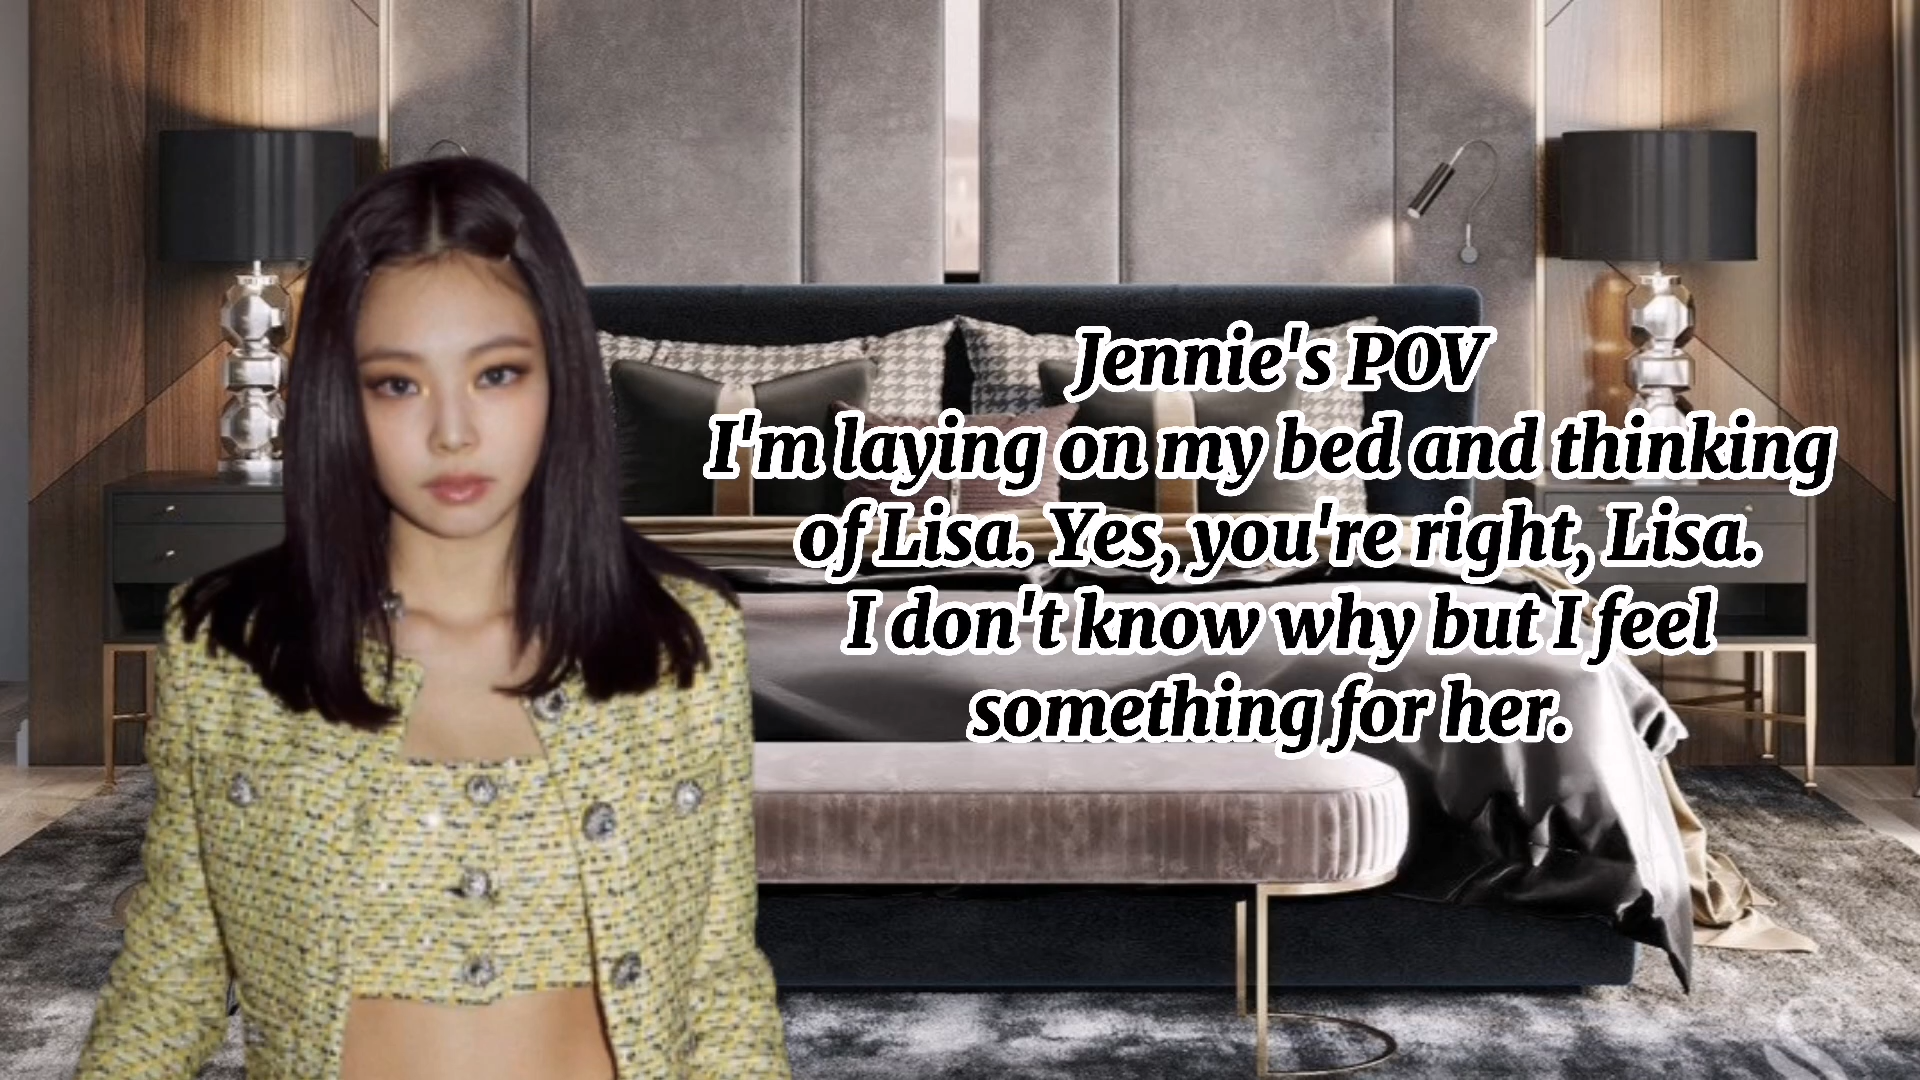 Jennie's POV
I'm laying on my bed and thinking
of Lisa. Yes, you're right, Lisa.
I don't know why but I feel
something for her.